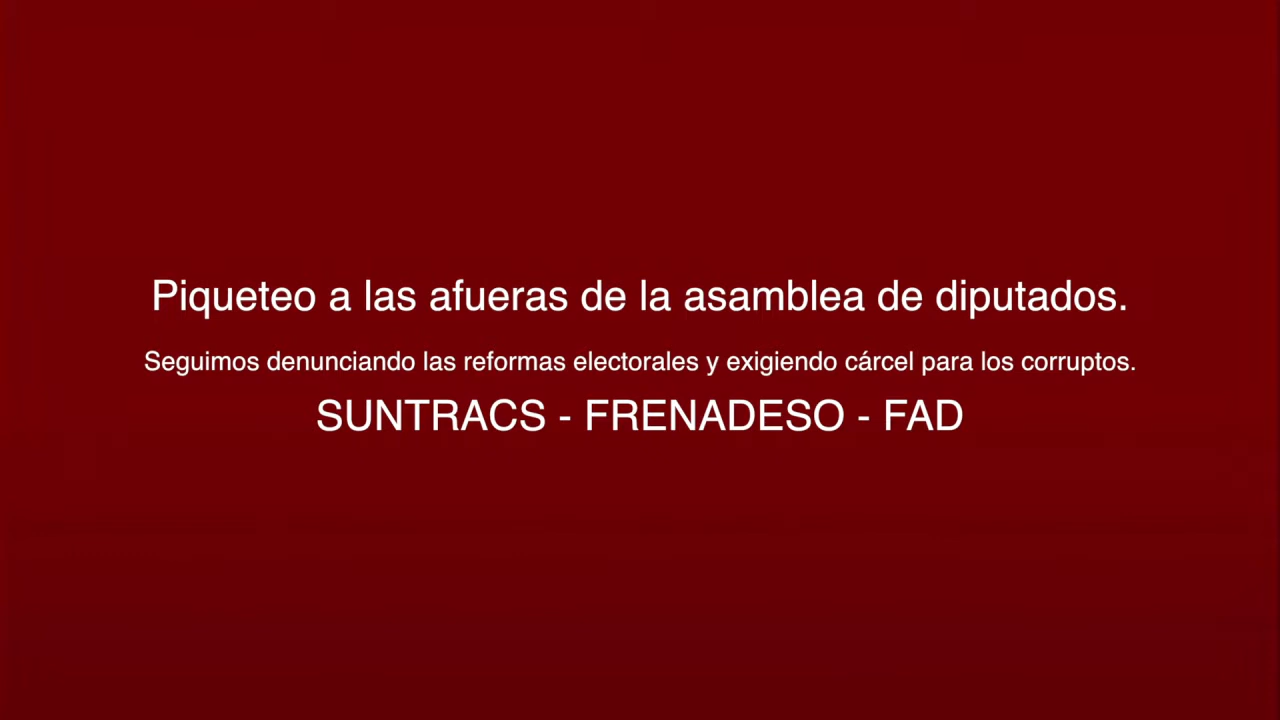 Piqueteo a las afueras de la asamblea de diputados.
Seguimos denunciando las reformas electorales y exigiendo cárcel para los corruptos.
SUNTRACS - FRENADESO - FAD